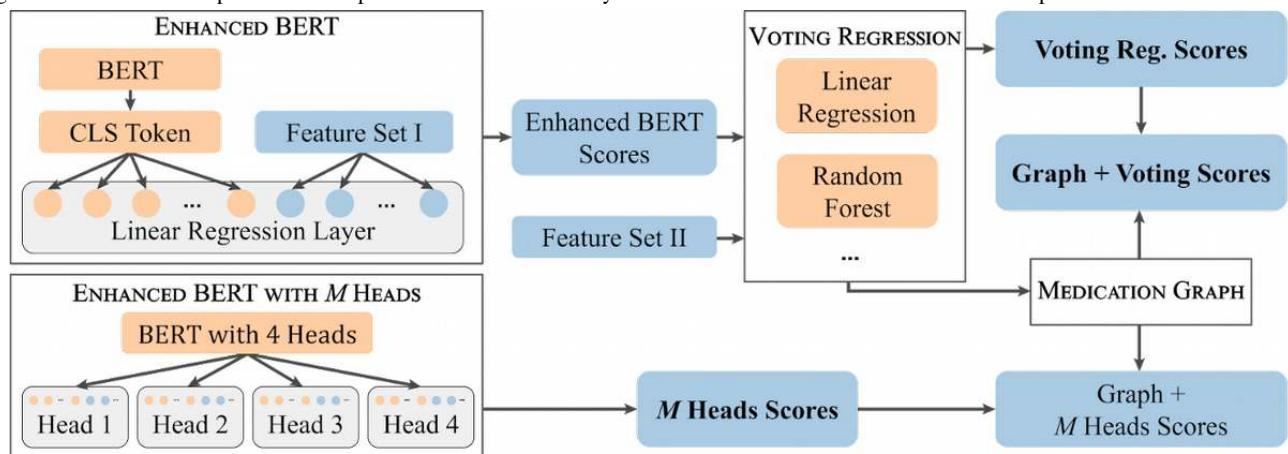 ENHANCED BERT
BERT
CLS Token
Feature Set I
...
...
Linear Regression Layer
Enhanced BERT
Scores
Feature Set II
VOTING REGRESSION
Linear
Regression
Random
Forest
...
Voting Reg. Scores
Graph + Voting Scores
MEDICATION GRAPH
ENHANCED BERT WITH M HEADS
BERT with 4 Heads
Head 1
Head 2
Head 3
Head 4
M Heads Scores
Graph +
M Heads Scores